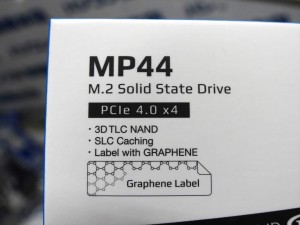 MP44
M.2 Solid State Drive
PCIe 4.0 x4
• 3D TLC NAND
• SLC Caching
• Label with GRAPHENE
Graphene Label